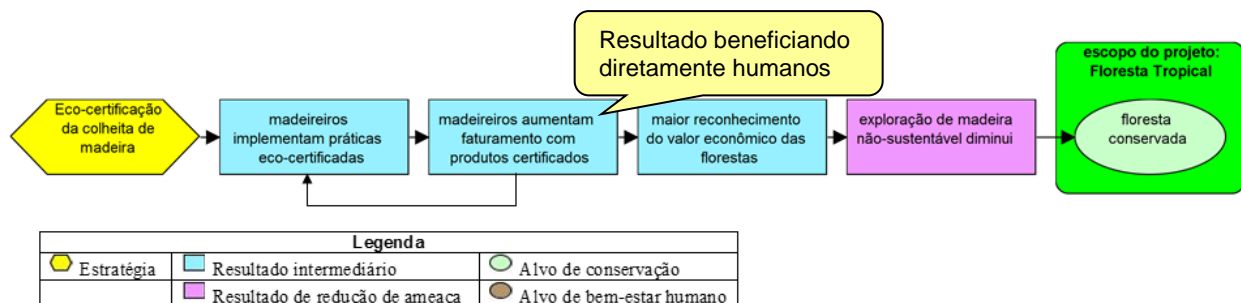 Resultado beneficiando
diretamente humanos
escopo do projeto:
Floresta Tropical
Eco-certificação
da colheita de
madeira
madeireiros
implementam práticas
eco-certificadas
madeireiros aumentam
faturamento com
produtos certificados
maior reconhecimento
do valor econômico das
florestas
exploração de madeira
não-sustentável diminui
floresta
conservada
Legenda
Estratégia
Resultado intermediário
Alvo de conservação
Resultado de redução de ameaça
Alvo de bem-estar humano